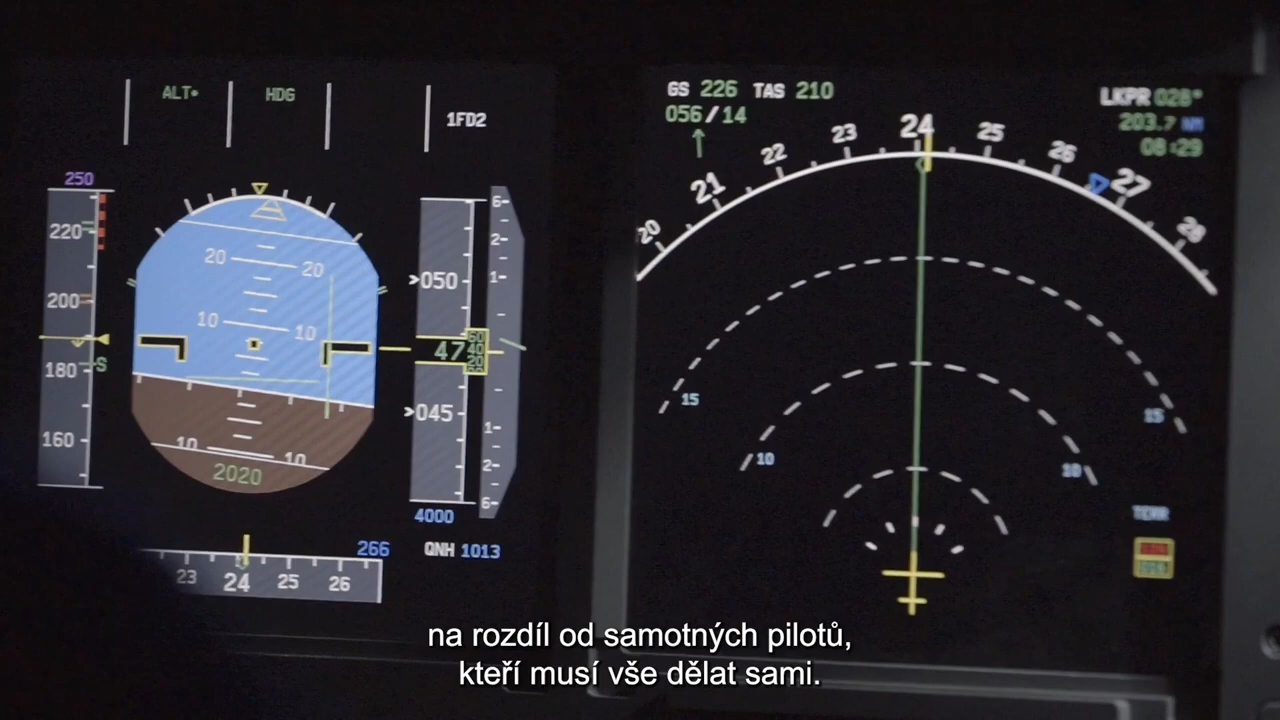 ALT*
HDG
1FD2
250
220
200
180
160
S
20 20
10 10
10 10
2020
050
47
60
40
20
045
4000
6
2
1
1
2
6
266
QNH 1013
23 24 25 26
GS 226 TAS 210
056/14
LKPR 028°
203.7 NM
08:29
20 21 22 23 24 25 26 27 28
15 15
10 10
TERR
na rozdíl od samotných pilotů,
kteří musí vše dělat sami.